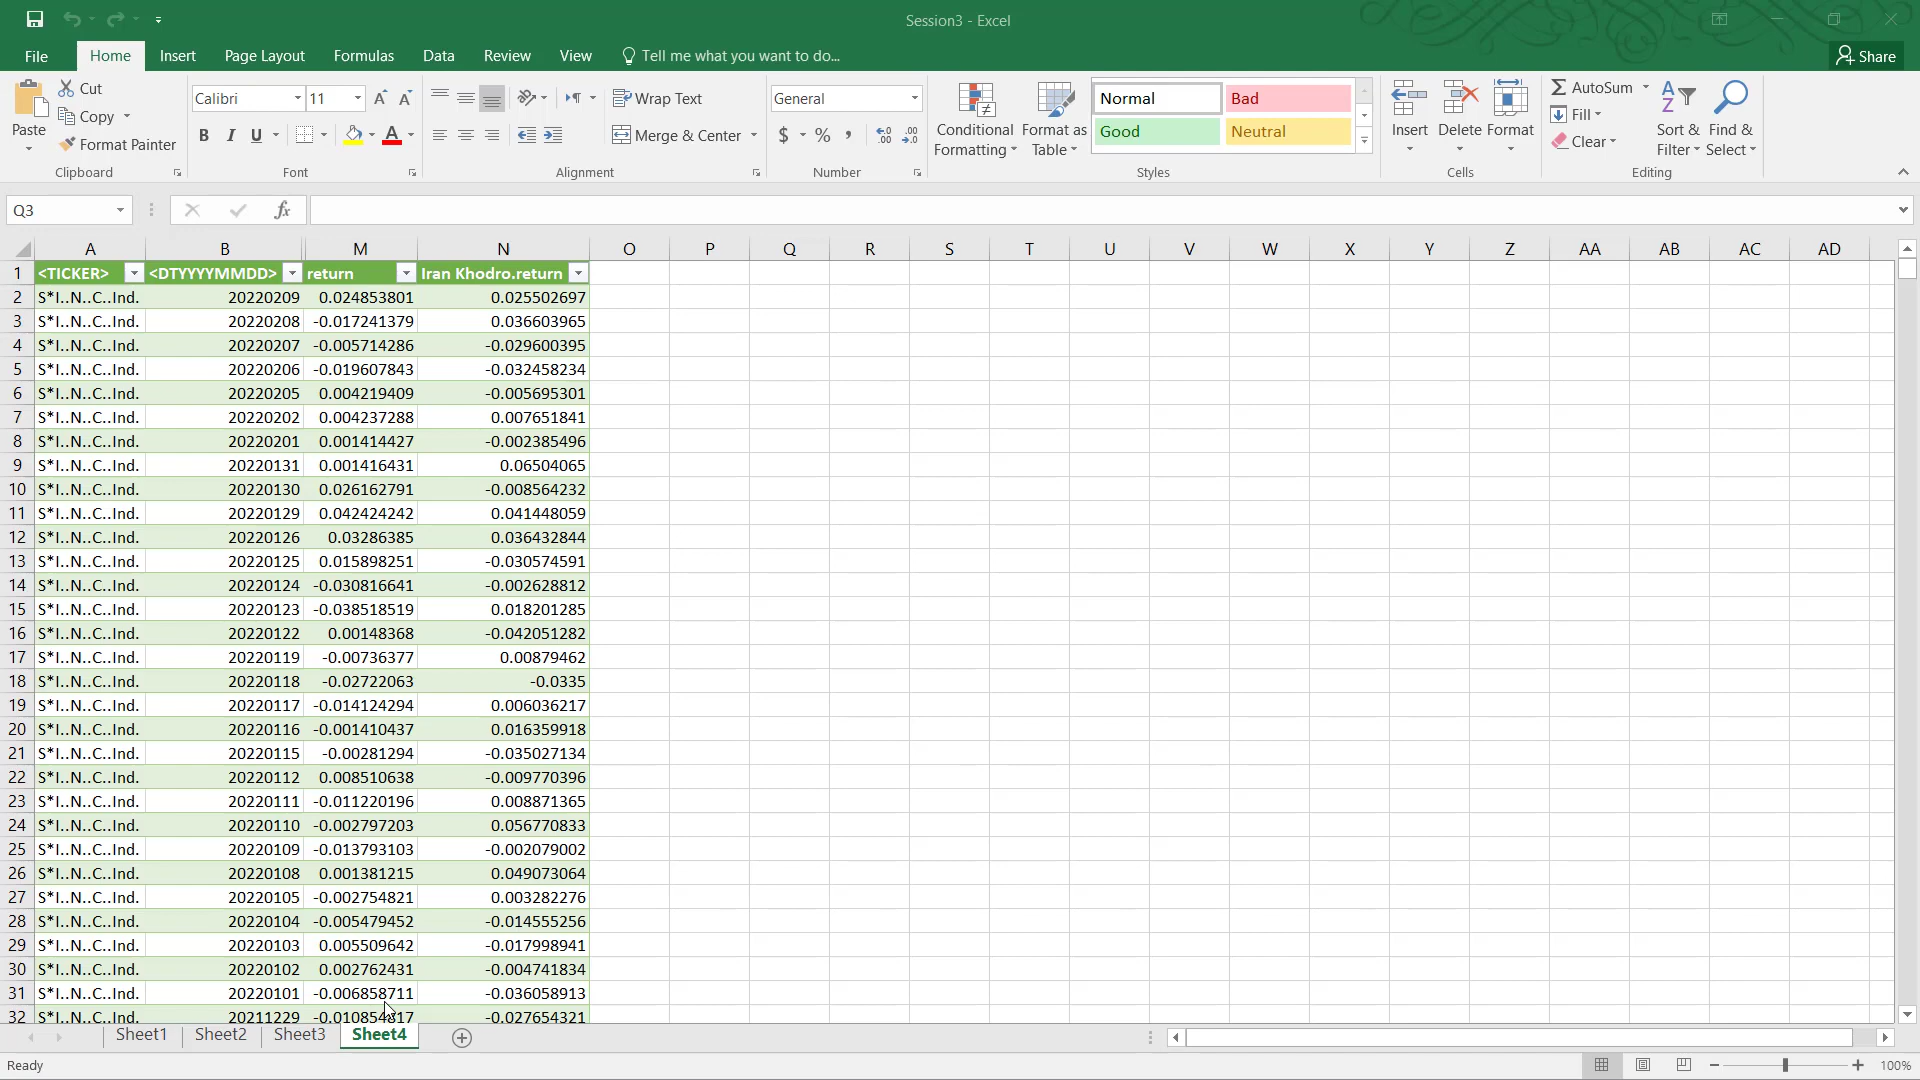 Session3 - Excel
File Home Insert Page Layout Formulas Data Review View Tell me what you want to do... Share
Cut
Copy
Format Painter
Paste
Clipboard
Calibri 11
B I U
Font
Wrap Text
Merge & Center
Alignment
General
$ % ,
Number
Conditional Formatting
Format as Table
Normal Bad
Good Neutral
Styles
Insert Delete Format
Cells
AutoSum
Fill
Clear
Sort & Filter
Find & Select
Editing
Q3 fx
A B M N O P Q R S T U V W X Y Z AA AB AC AD
1 <TICKER> <DTYYYYMMDD> return Iran Khodro.return
2 S*I..N..C..Ind. 20220209 0.024853801 0.025502697
3 S*I..N..C..Ind. 20220208 -0.017241379 0.036603965
4 S*I..N..C..Ind. 20220207 -0.005714286 -0.029600395
5 S*I..N..C..Ind. 20220206 -0.019607843 -0.032458234
6 S*I..N..C..Ind. 20220205 0.004219409 -0.005695301
7 S*I..N..C..Ind. 20220202 0.004237288 0.007651841
8 S*I..N..C..Ind. 20220201 0.001414427 -0.002385496
9 S*I..N..C..Ind. 20220131 0.001416431 0.06504065
10 S*I..N..C..Ind. 20220130 0.026162791 -0.008564232
11 S*I..N..C..Ind. 20220129 0.042424242 0.041448059
12 S*I..N..C..Ind. 20220126 0.03286385 0.036432844
13 S*I..N..C..Ind. 20220125 0.015898251 -0.030574591
14 S*I..N..C..Ind. 20220124 -0.030816641 -0.002628812
15 S*I..N..C..Ind. 20220123 -0.038518519 0.018201285
16 S*I..N..C..Ind. 20220122 0.00148368 -0.042051282
17 S*I..N..C..Ind. 20220119 -0.00736377 0.00879462
18 S*I..N..C..Ind. 20220118 -0.02722063 -0.0335
19 S*I..N..C..Ind. 20220117 -0.014124294 0.006036217
20 S*I..N..C..Ind. 20220116 -0.001410437 0.016359918
21 S*I..N..C..Ind. 20220115 -0.00281294 -0.035027134
22 S*I..N..C..Ind. 20220112 0.008510638 -0.009770396
23 S*I..N..C..Ind. 20220111 -0.011220196 0.008871365
24 S*I..N..C..Ind. 20220110 -0.002797203 0.056770833
25 S*I..N..C..Ind. 20220109 -0.013793103 -0.002079002
26 S*I..N..C..Ind. 20220108 0.001381215 0.049073064
27 S*I..N..C..Ind. 20220105 -0.002754821 0.003282276
28 S*I..N..C..Ind. 20220104 -0.005479452 -0.014555256
29 S*I..N..C..Ind. 20220103 0.005509642 -0.017998941
30 S*I..N..C..Ind. 20220102 0.002762431 -0.004741834
31 S*I..N..C..Ind. 20220101 -0.006858711 -0.036058913
32 S*I..N..C..Ind. 20211229 -0.027654321
Sheet1 Sheet2 Sheet3 Sheet4
Ready 100%